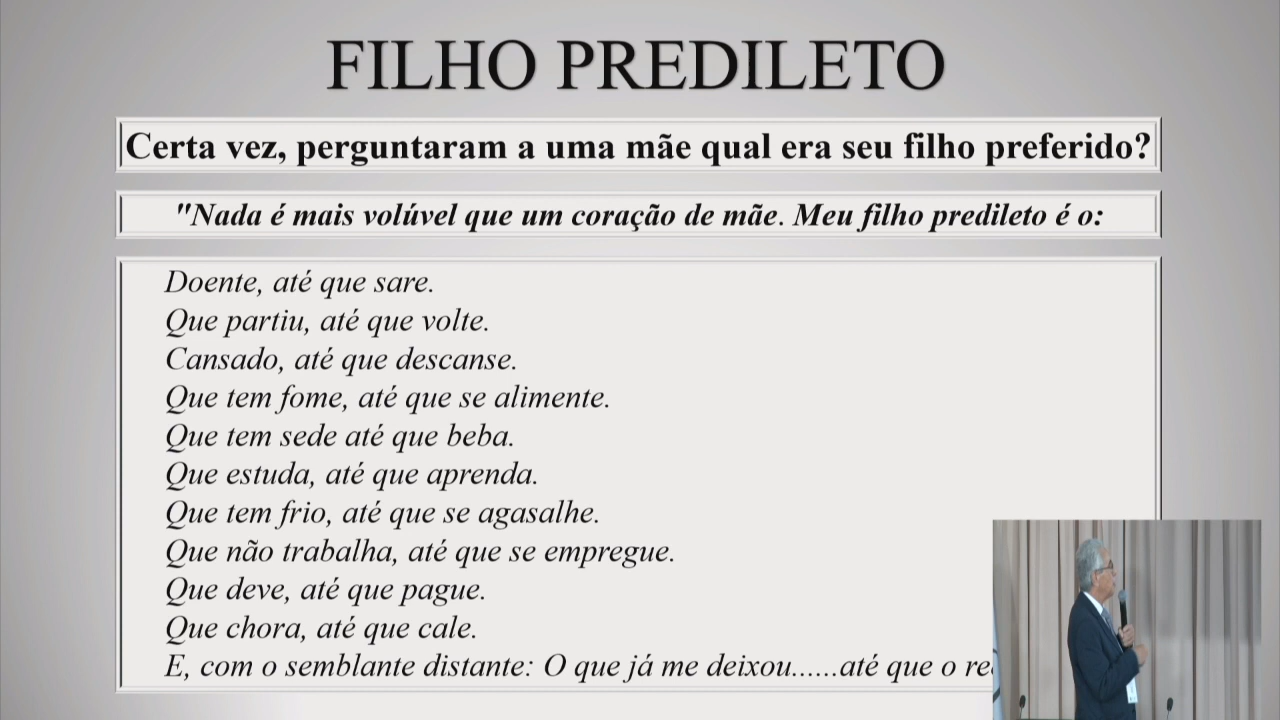 FILHO PREDILETO
Certa vez, perguntaram a uma mãe qual era seu filho preferido?
"Nada é mais volúvel que um coração de mãe. Meu filho predileto é o:
Doente, até que sare.
Que partiu, até que volte.
Cansado, até que descanse.
Que tem fome, até que se alimente.
Que tem sede até que beba.
Que estuda, até que aprenda.
Que tem frio, até que se agasalhe.
Que não trabalha, até que se empregue.
Que deve, até que pague.
Que chora, até que cale.
E, com o semblante distante: O que já me deixou......até que o